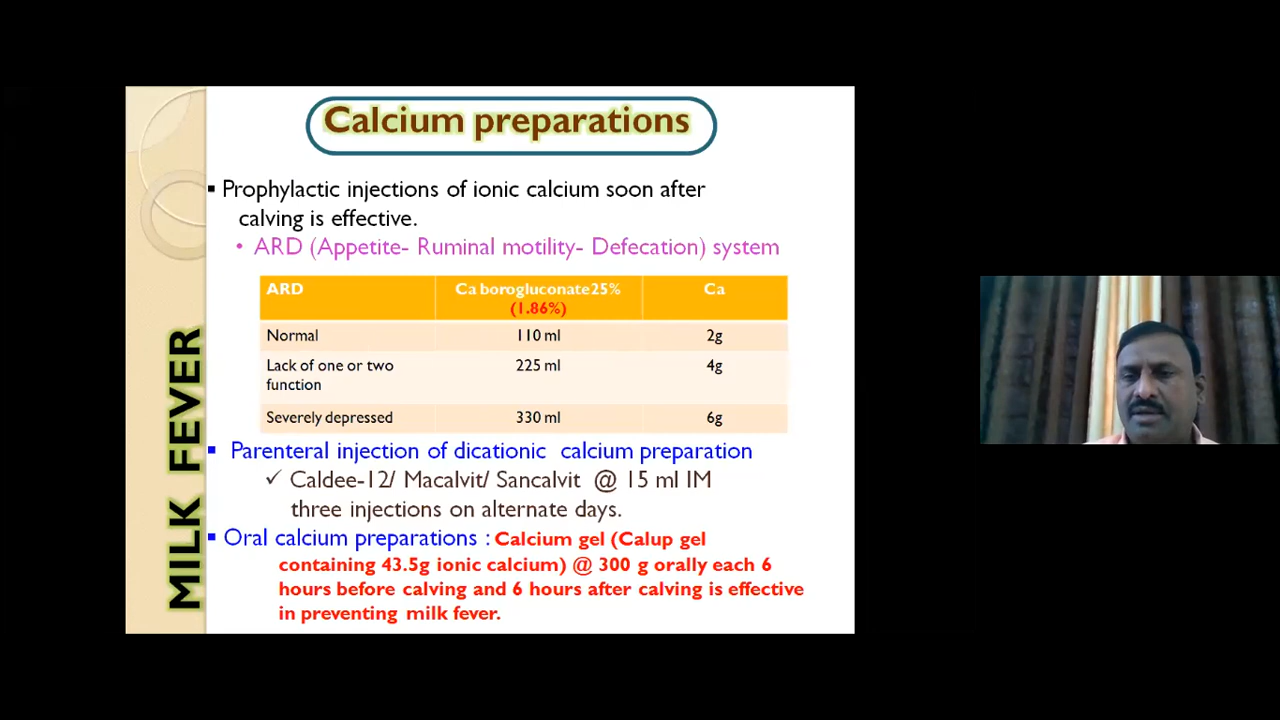 Calcium preparations
▪ Prophylactic injections of ionic calcium soon after
calving is effective.
• ARD (Appetite- Ruminal motility- Defecation) system
ARD Ca borogluconate 25% Ca
(1.86%)
Normal 110 ml 2g
Lack of one or two 225 ml 4g
function
Severely depressed 330 ml 6g
▪ Parenteral injection of dicationic calcium preparation
✓ Caldee-12/ Macalvit/ Sancalvit @ 15 ml IM
three injections on alternate days.
▪ Oral calcium preparations : Calcium gel (Calup gel
containing 43.5g ionic calcium) @ 300 g orally each 6
hours before calving and 6 hours after calving is effective
in preventing milk fever.
MILK FEVER